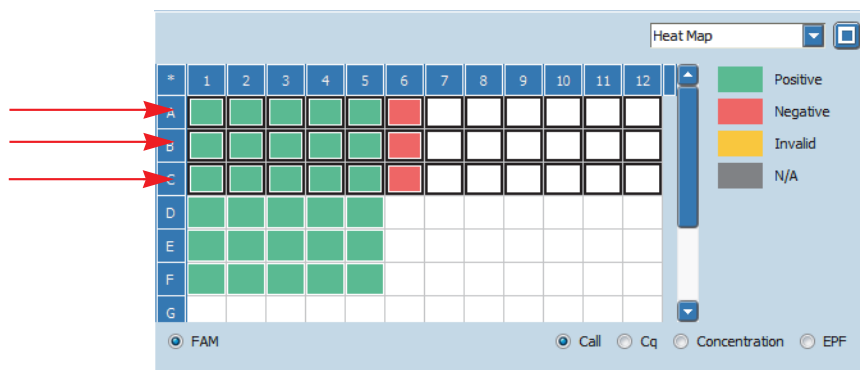 Heat Map
* 1 2 3 4 5 6 7 8 9 10 11 12
A
B
C
D
E
F
G
Positive
Negative
Invalid
N/A
FAM Call Cq Concentration EPF